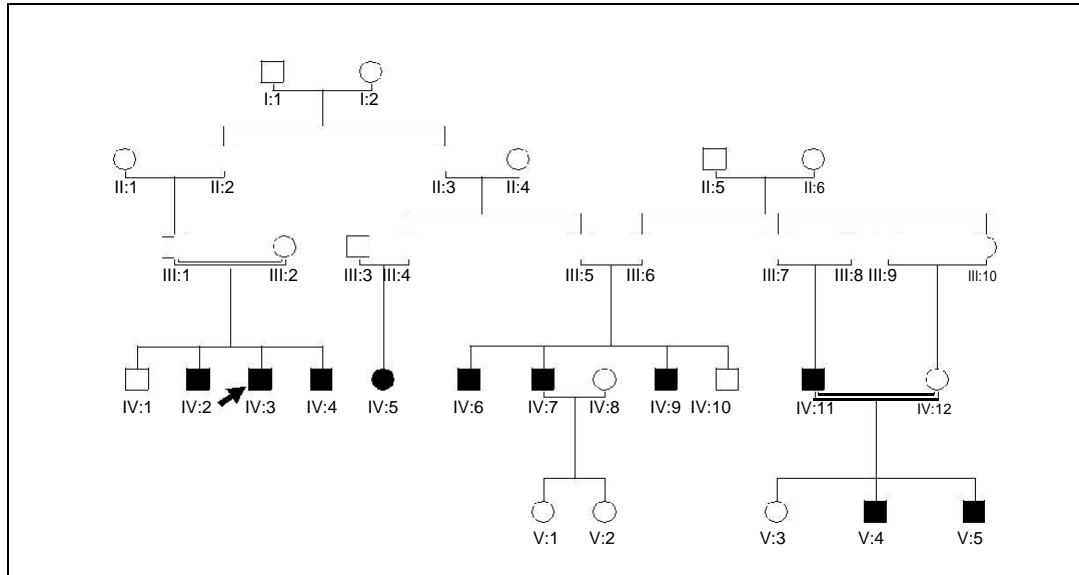 I:1 I:2
II:1 II:2 II:3 II:4 II:5 II:6
III:1 III:2 III:3 III:4 III:5 III:6 III:7 III:8 III:9 III:10
IV:1 IV:2 IV:3 IV:4 IV:5 IV:6 IV:7 IV:8 IV:9 IV:10 IV:11 IV:12
V:1 V:2 V:3 V:4 V:5